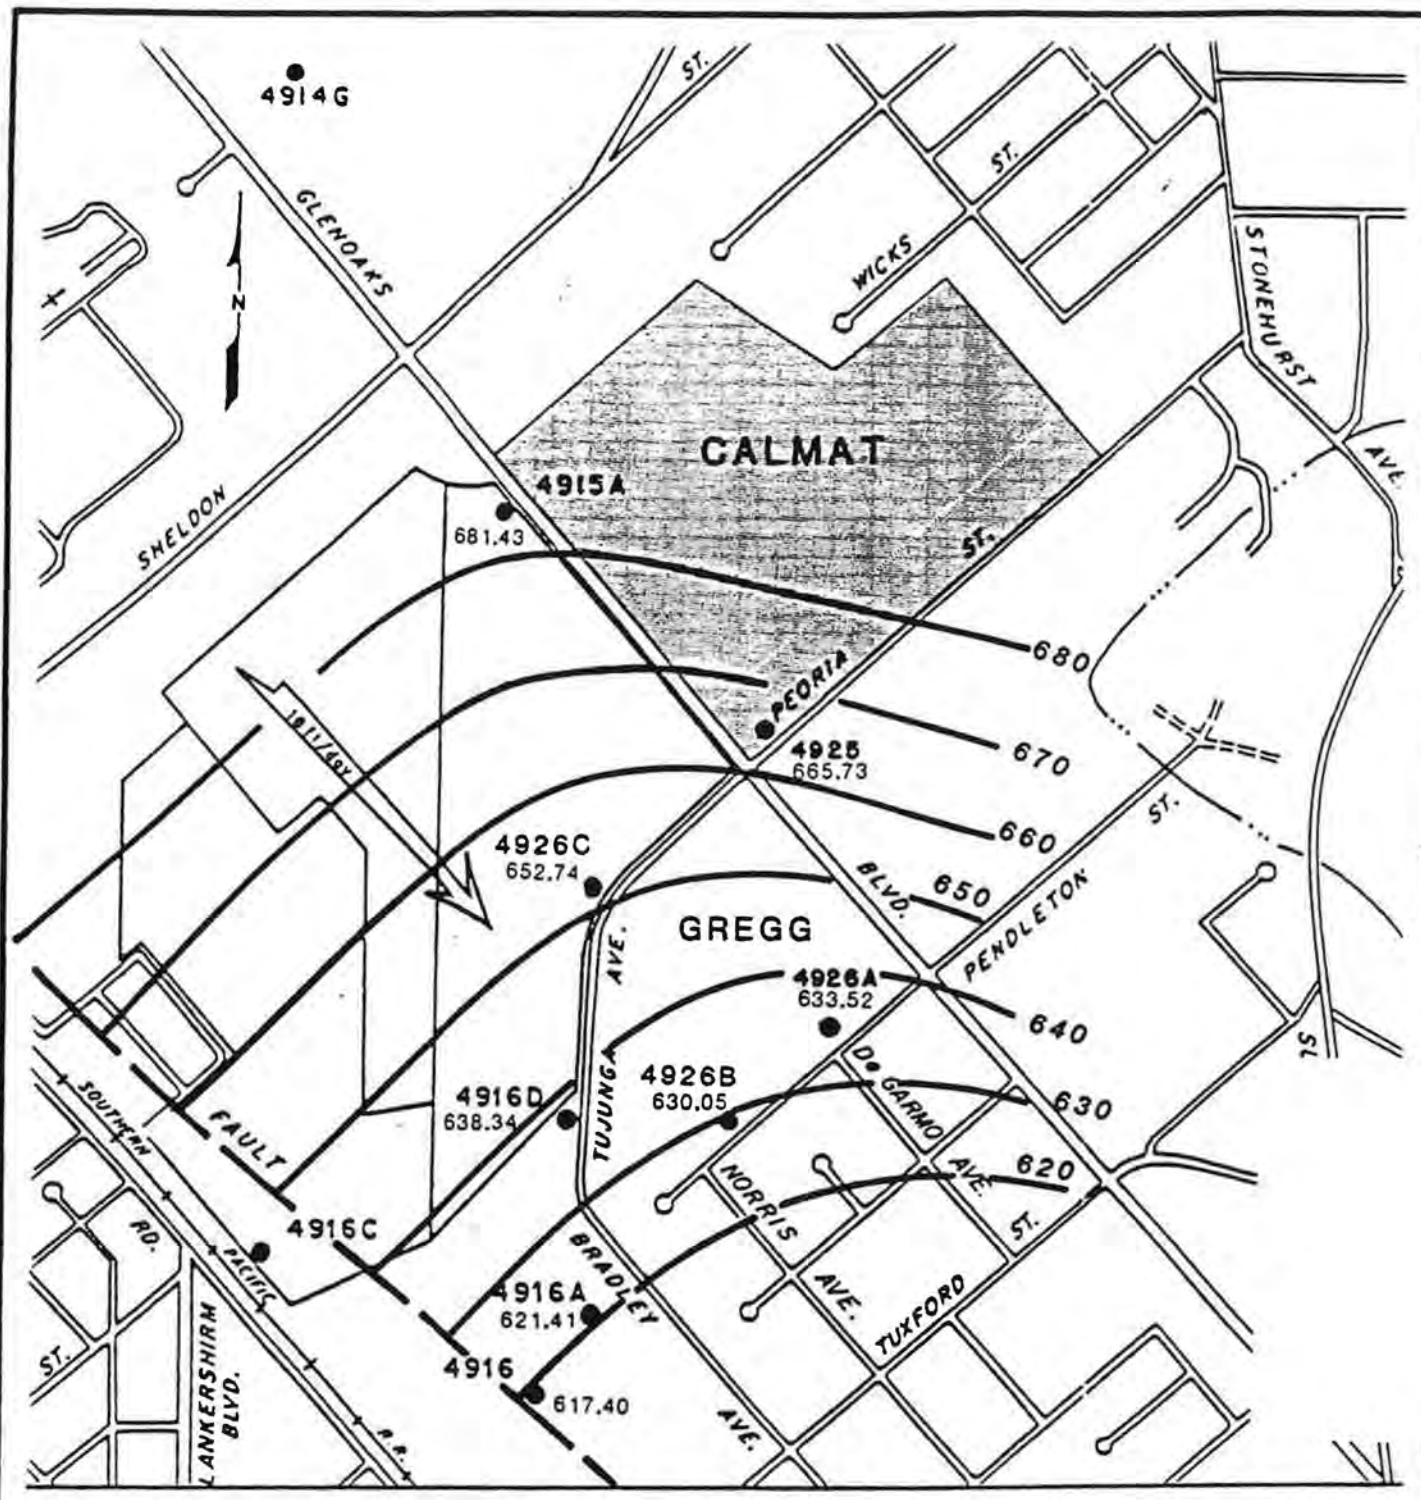 ST.
4914G
GLENOAKS
ST.
WICKS
N
STONEHURST
AVE.
CALMAT
4915A
681.43
SHELDON
ST.
680
PEORIA
670
4925
665.73
660
ST.
4926C
652.74
BLVD.
650
PENDLETON
GREGG
AVE.
4926A
633.52
640
SL
De GARMO
TUJUNGA
4926B
630.05
630
4916D
638.34
SOUTHERN
FAULT
620
AVE.
NORRIS
ST.
4916C
RD.
PACIFIC
BRADLEY
4916A
621.41
AVE.
TUXFORD
ST.
LANKERSHIRM
BLVD.
4916
617.40
AVE.
R.R.